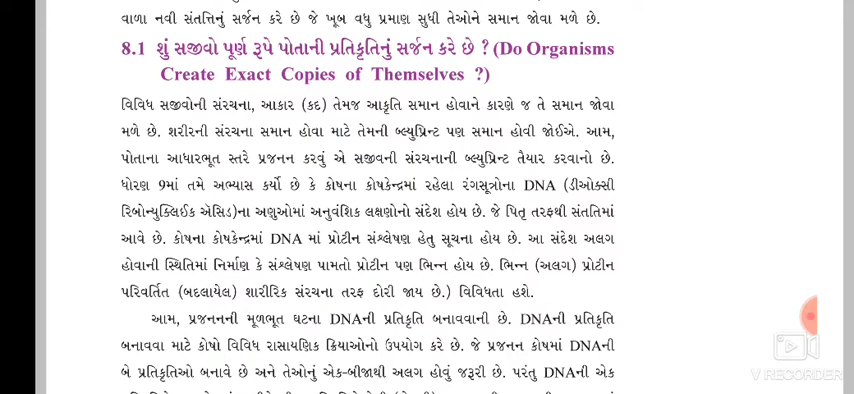 વાળા નવી સંતતિનું સર્જન કરે છે જે ખૂબ વધુ પ્રમાણ સુધી તેઓને સમાન જોવા મળે છે.
8.1 શું સજીવો પૂર્ણ રૂપે પોતાની પ્રતિકૃતિનું સર્જન કરે છે ? (Do Organisms
Create Exact Copies of Themselves ?)
વિવિધ સજીવોની સંરચના, આકાર (કદ) તેમજ આકૃતિ સમાન હોવાને કારણે જ તે સમાન જોવા
મળે છે. શરીરની સંરચના સમાન હોવા માટે તેમની બ્લ્યુપ્રિન્ટ પણ સમાન હોવી જોઈએ. આમ,
પોતાના આધારભૂત સ્તરે પ્રજનન કરવું એ સજીવની સંરચનાની બ્લ્યુપ્રિન્ટ તૈયાર કરવાનો છે.
ધોરણ 9માં તમે અભ્યાસ કર્યો છે કે કોષના કોષકેન્દ્રમાં રહેલા રંગસૂત્રોના DNA (ડીઓક્સી
રિબોન્યુક્લિઈક ઍસિડ)ના અણુઓમાં આનુવંશિક લક્ષણોનો સંદેશ હોય છે. જે પિતૃ તરફથી સંતતિમાં
આવે છે. કોષના કોષકેન્દ્રમાં DNA માં પ્રોટીન સંશ્લેષણ હેતુ સૂચના હોય છે. આ સંદેશ અલગ
હોવાની સ્થિતિમાં નિર્માણ કે સંશ્લેષણ પામતો પ્રોટીન પણ ભિન્ન હોય છે. ભિન્ન (અલગ) પ્રોટીન
પરિવર્તિત (બદલાયેલ) શારીરિક સંરચના તરફ દોરી જાય છે.) વિવિધતા હશે.
આમ, પ્રજનનની મૂળભૂત ઘટના DNAની પ્રતિકૃતિ બનાવવાની છે. DNAની પ્રતિકૃતિ
બનાવવા માટે કોષો વિવિધ રાસાયણિક ક્રિયાઓનો ઉપયોગ કરે છે. જે પ્રજનન કોષમાં DNAની
બે પ્રતિકૃતિઓ બનાવે છે અને તેઓનું એક-બીજાથી અલગ હોવું જરૂરી છે. પરંતુ DNAની એક
V RECORDER